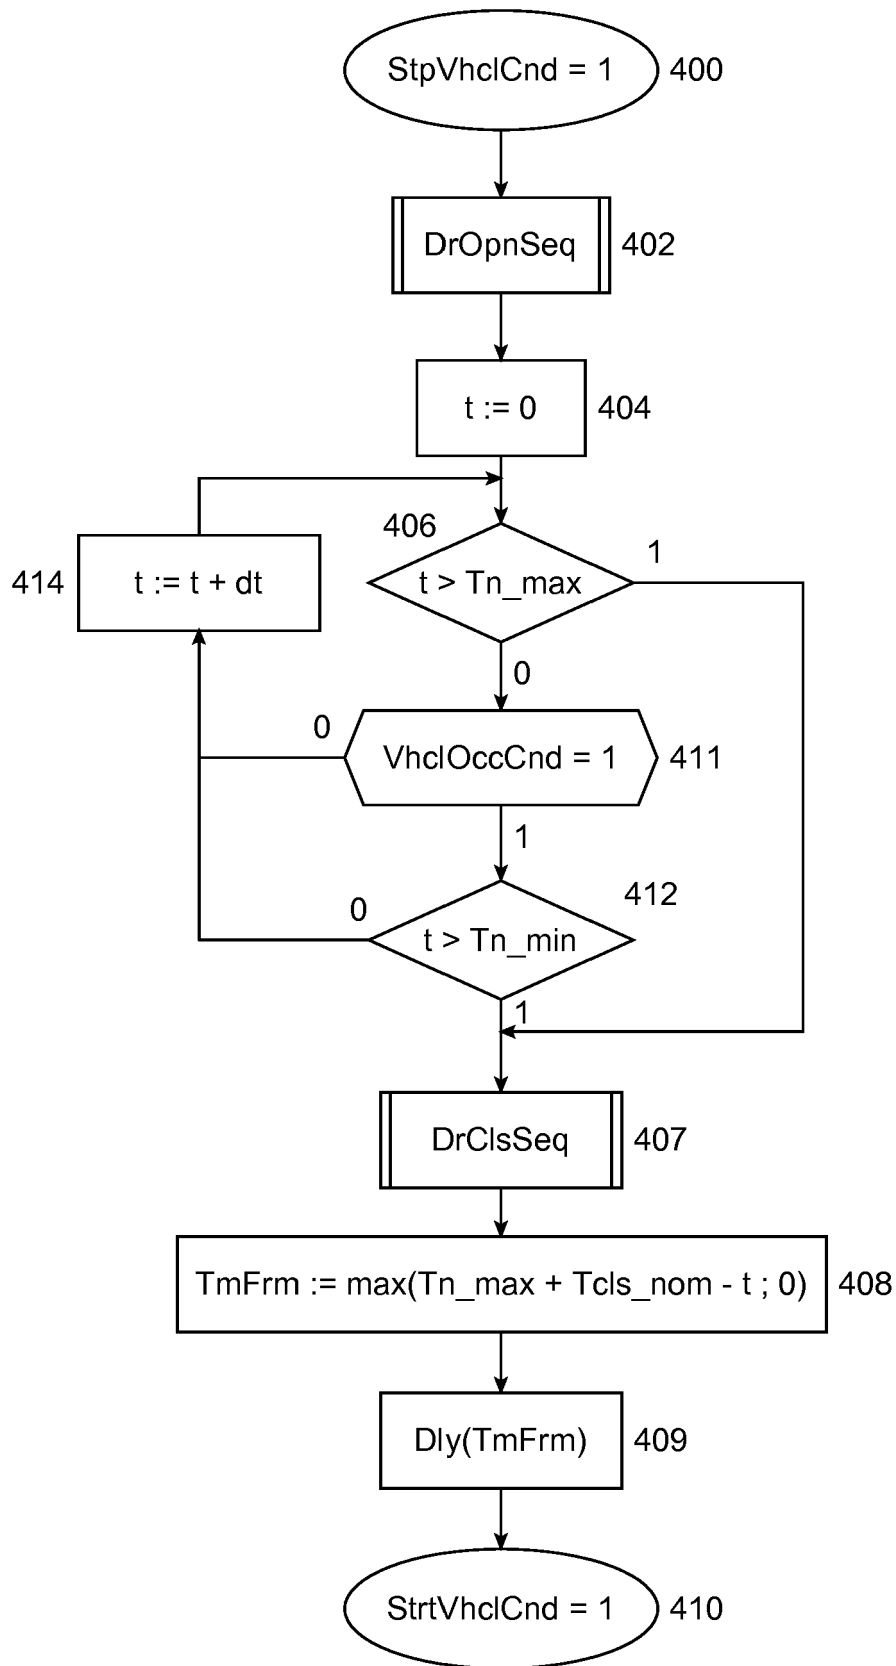 StpVhclCnd = 1 400
DrOpnSeq 402
t := 0 404
406
t > Tn_max
1
414 t := t + dt
0
0
VhclOccCnd = 1 411
1
412
0
t > Tn_min
1
DrClsSeq 407
TmFrm := max(Tn_max + Tcls_nom - t ; 0) 408
Dly(TmFrm) 409
StrtVhclCnd = 1 410